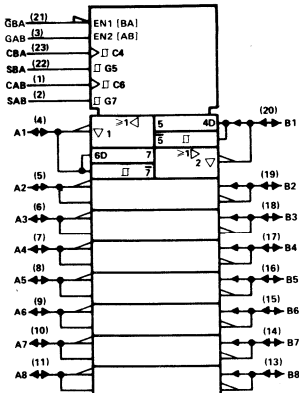 G̅BA (21) EN1 [BA]
GAB (3) EN2 [AB]
CBA (23) C4
SBA (22) G5
CAB (1) C6
SAB (2) G7
A1 (4) ≥1 ▽ 1 5 4D (20) B1
5̅
6D 7 ≥1 2 ▽
7̅
A2 (5) (19) B2
A3 (6) (18) B3
A4 (7) (17) B4
A5 (8) (16) B5
A6 (9) (15) B6
A7 (10) (14) B7
A8 (11) (13) B8